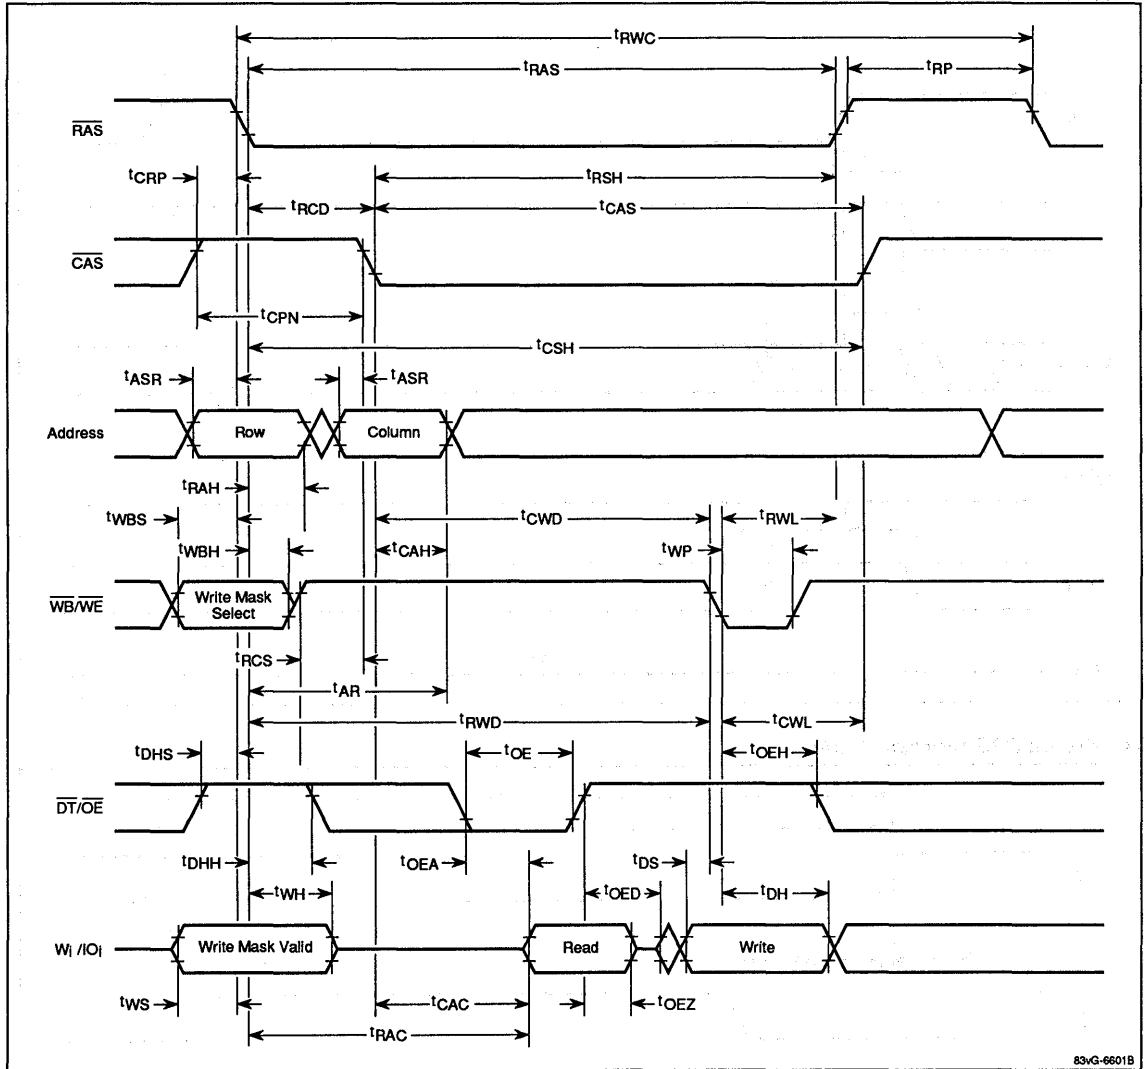 tRWC
tRAS
tRP
RAS
tCRP
tRSH
tRCD
tCAS
CAS
tCPN
tCSH
tASR
tASR
Address
Row
Column
tRAH
tWBS
tCWD
tRWL
tWBH
tCAH
tWP
WB/WE
Write Mask
Select
tRCS
tAR
tRWD
tCWL
tDHS
tOE
tOEH
DT/OE
tDHH
tOEA
tDS
tWH
tOED
tDH
Wi /IOi
Write Mask Valid
Read
Write
tWS
tCAC
tOEZ
tRAC
83vG-6601B